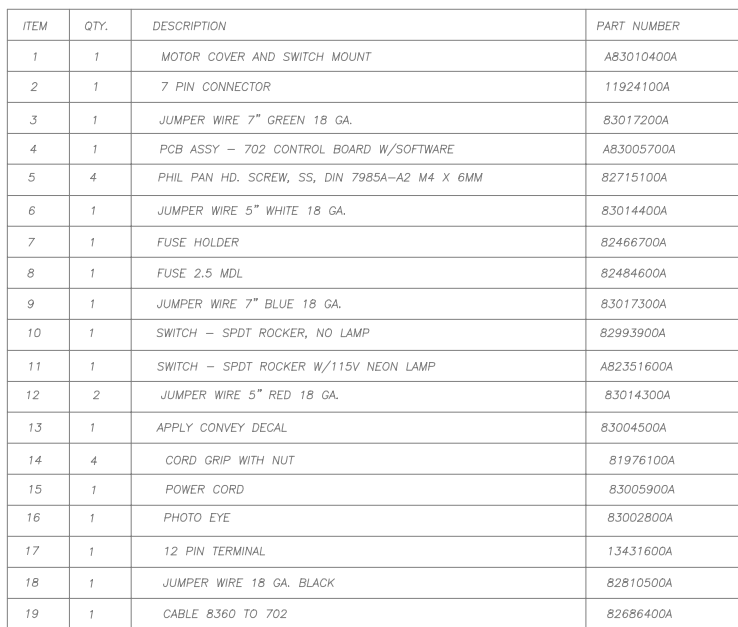 ITEM QTY. DESCRIPTION PART NUMBER
1 1 MOTOR COVER AND SWITCH MOUNT A83010400A
2 1 7 PIN CONNECTOR 11924100A
3 1 JUMPER WIRE 7" GREEN 18 GA. 83017200A
4 1 PCB ASSY – 702 CONTROL BOARD W/SOFTWARE A83005700A
5 4 PHIL PAN HD. SCREW, SS, DIN 7985A–A2 M4 X 6MM 82715100A
6 1 JUMPER WIRE 5" WHITE 18 GA. 83014400A
7 1 FUSE HOLDER 82466700A
8 1 FUSE 2.5 MDL 82484600A
9 1 JUMPER WIRE 7" BLUE 18 GA. 83017300A
10 1 SWITCH – SPDT ROCKER, NO LAMP 82993900A
11 1 SWITCH – SPDT ROCKER W/115V NEON LAMP A82351600A
12 2 JUMPER WIRE 5" RED 18 GA. 83014300A
13 1 APPLY CONVEY DECAL 83004500A
14 4 CORD GRIP WITH NUT 81976100A
15 1 POWER CORD 83005900A
16 1 PHOTO EYE 83002800A
17 1 12 PIN TERMINAL 13431600A
18 1 JUMPER WIRE 18 GA. BLACK 82810500A
19 1 CABLE 8360 TO 702 82686400A